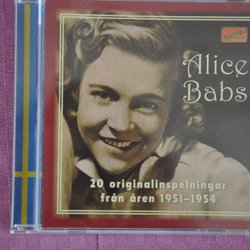 Alice
Babs
20 originalinspelningar
från åren 1951-1954